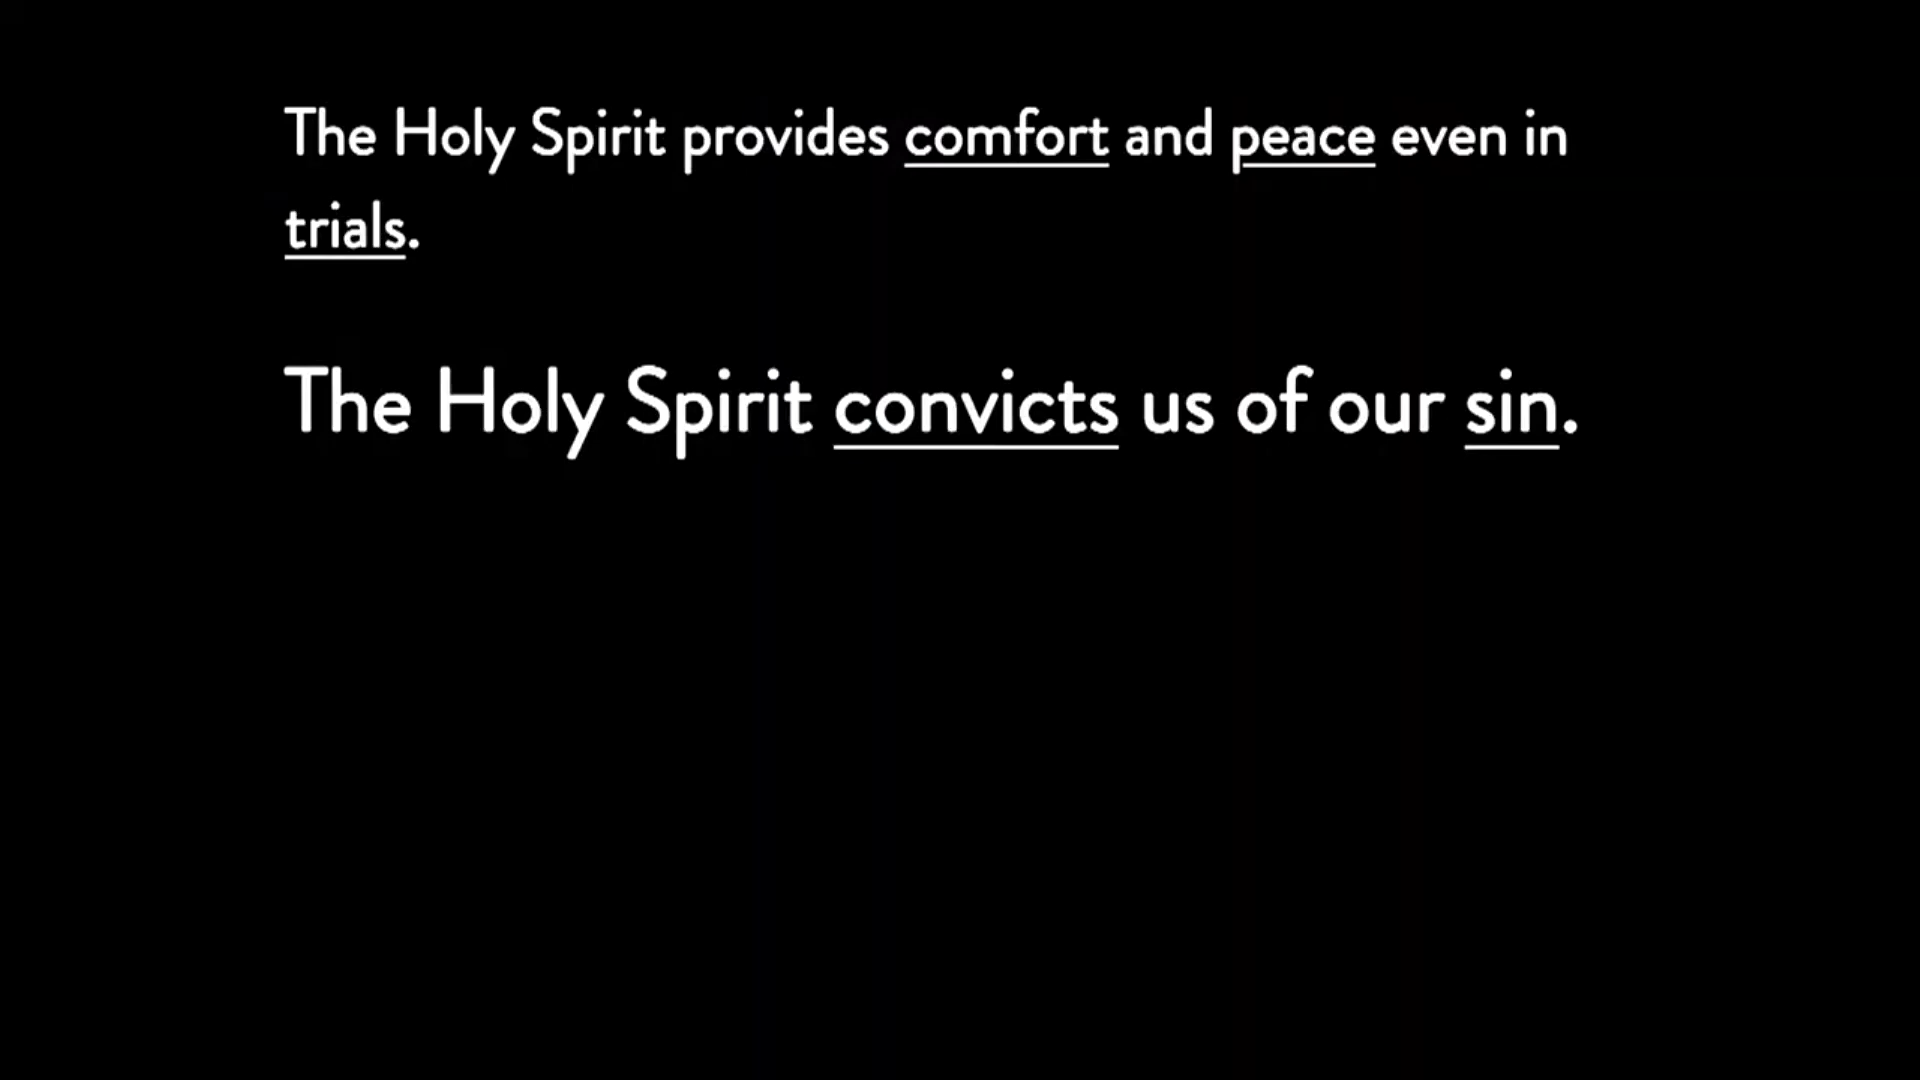 The Holy Spirit provides comfort and peace even in
trials.
The Holy Spirit convicts us of our sin.